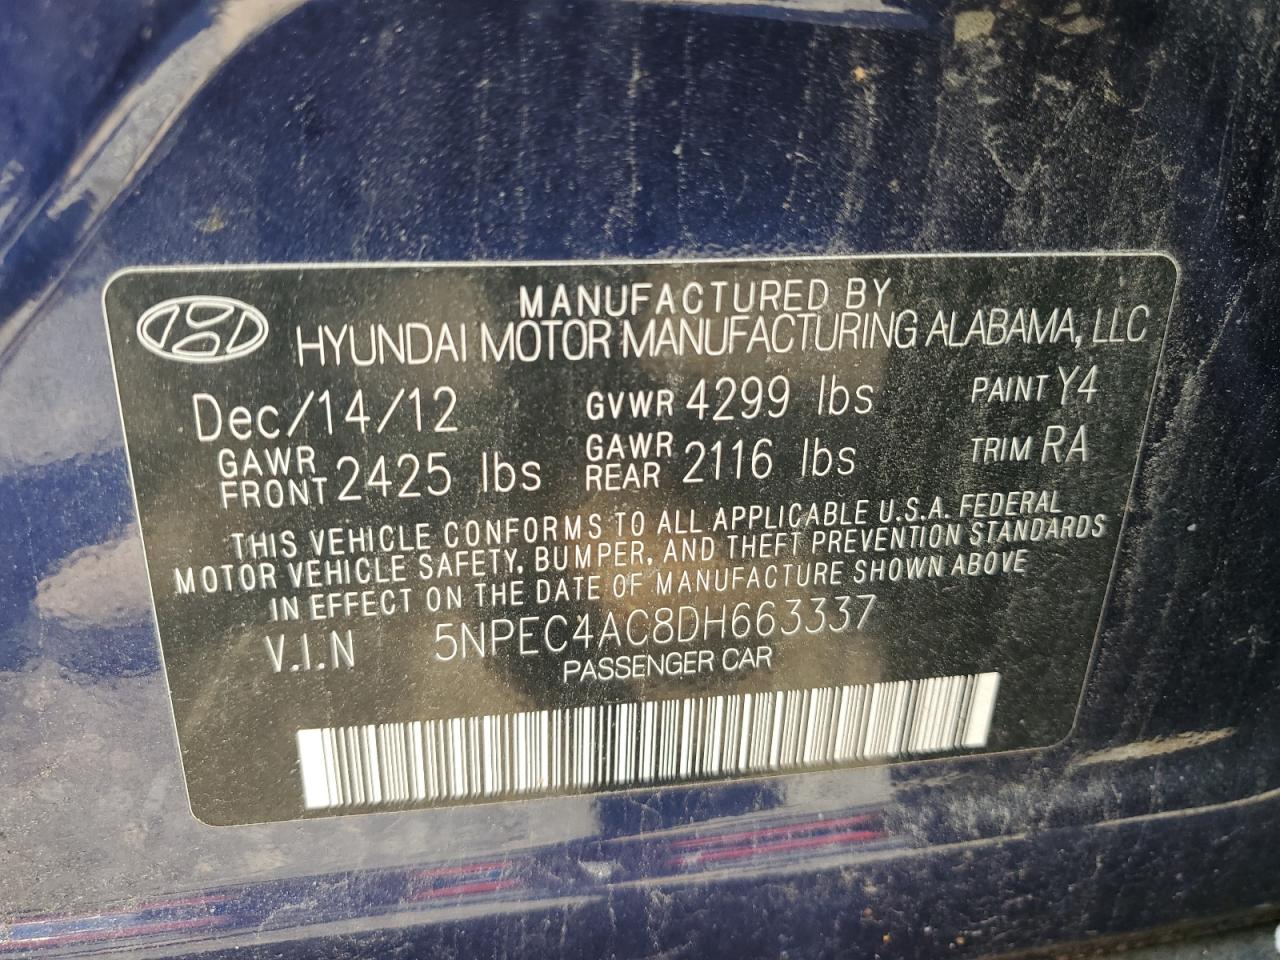 MANUFACTURED BY
HYUNDAI MOTOR MANUFACTURING ALABAMA, LLC
Dec/14/12 GVWR 4299 lbs PAINT Y4
GAWR FRONT 2425 lbs GAWR REAR 2116 lbs TRIM RA
THIS VEHICLE CONFORMS TO ALL APPLICABLE U.S.A. FEDERAL
MOTOR VEHICLE SAFETY, BUMPER, AND THEFT PREVENTION STANDARDS
IN EFFECT ON THE DATE OF MANUFACTURE SHOWN ABOVE
V.I.N 5NPEC4AC8DH663337
PASSENGER CAR